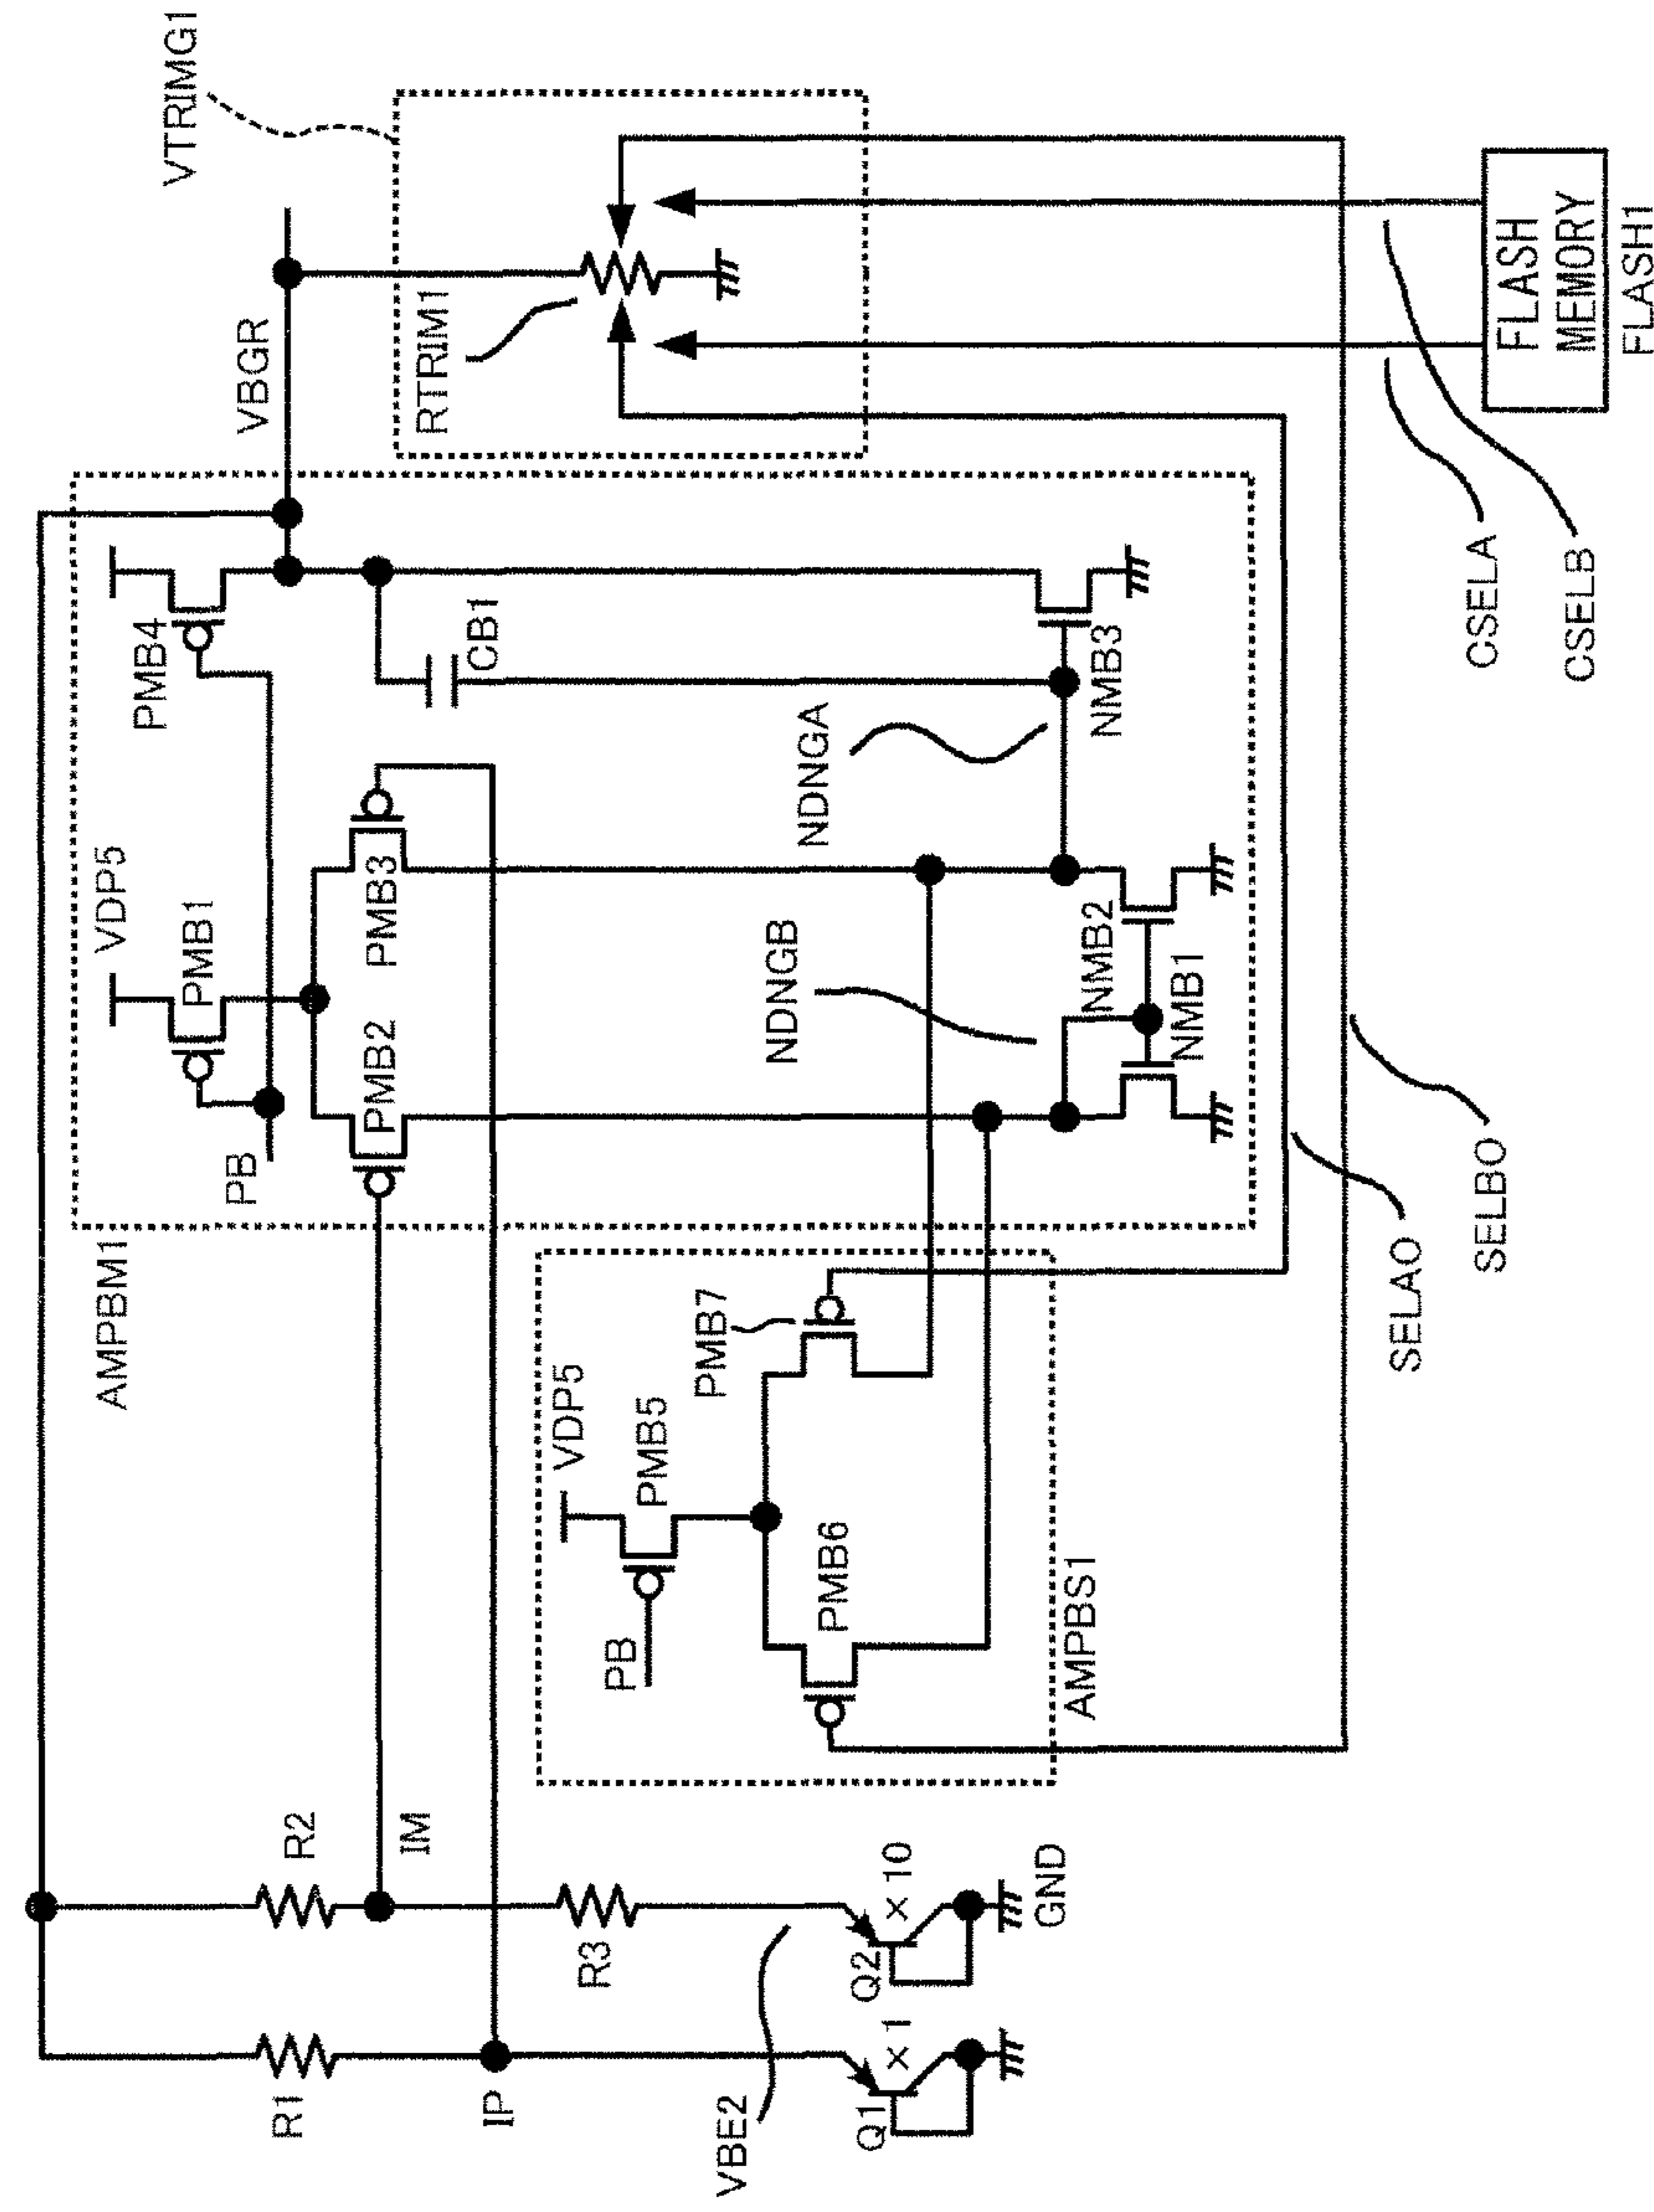 R1
R2
IM
IP
R3
VBE2
Q1
× 1
Q2
× 10
GND
AMPBM1
PB
VDP5
PMB1
PMB2
PMB3
PMB4
CB1
NDNGA
NDNGB
NMB1
NMB2
NMB3
VDP5
PMB5
PB
PMB6
PMB7
AMPBS1
VBGR
VTRIMG1
RTRIM1
SELAO
SELBO
CSELA
CSELB
FLASH
MEMORY
FLASH1